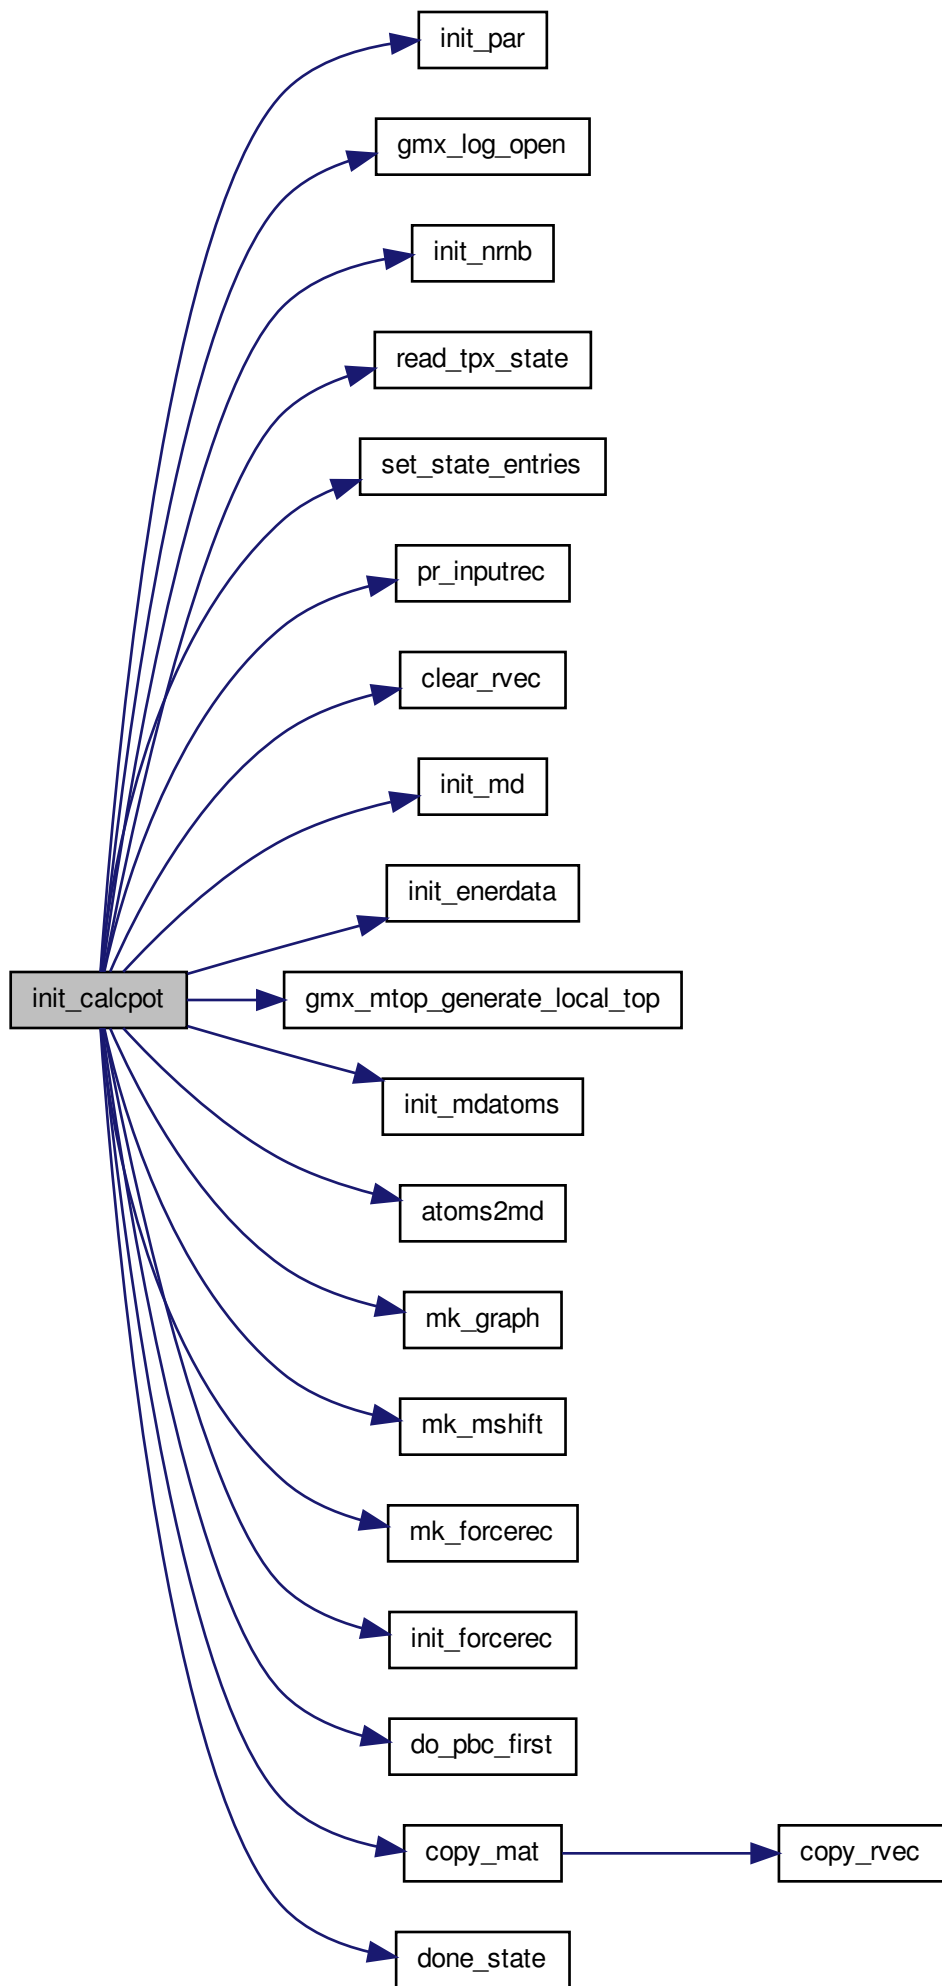 init_par
gmx_log_open
init_nrnb
read_tpx_state
set_state_entries
pr_inputrec
clear_rvec
init_md
init_enerdata
init_calcpot
gmx_mtop_generate_local_top
init_mdatoms
atoms2md
mk_graph
mk_mshift
mk_forcerec
init_forcerec
do_pbc_first
copy_mat
copy_rvec
done_state